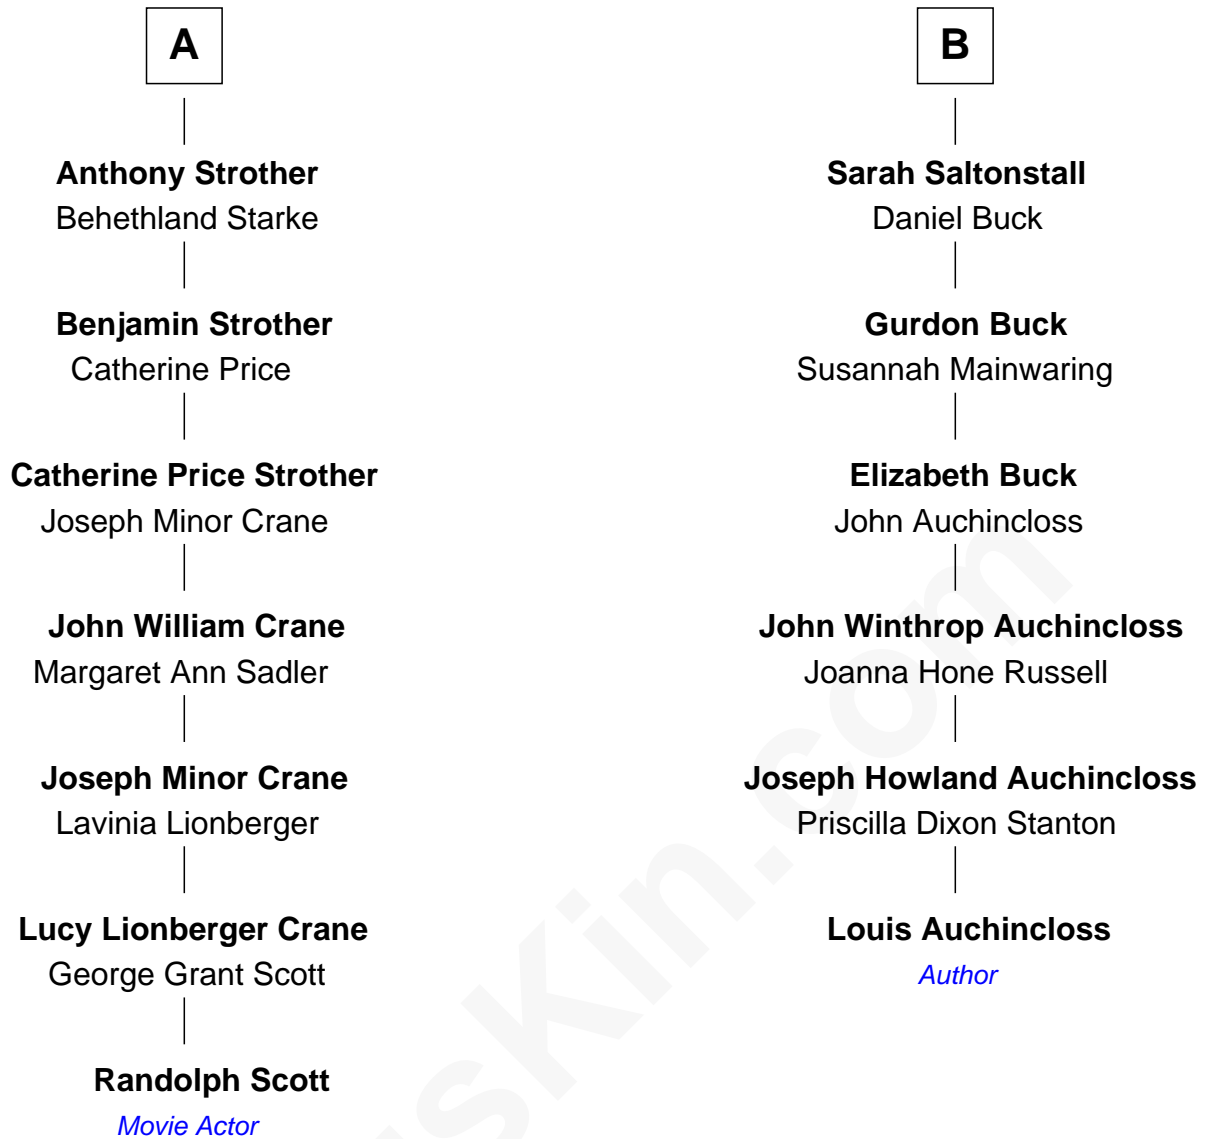 A
Anthony Strother
Behethland Starke
Benjamin Strother
Catherine Price
Catherine Price Strother
Joseph Minor Crane
John William Crane
Margaret Ann Sadler
Joseph Minor Crane
Lavinia Lionberger
Lucy Lionberger Crane
George Grant Scott
Randolph Scott
Movie Actor
B
Sarah Saltonstall
Daniel Buck
Gurdon Buck
Susannah Mainwaring
Elizabeth Buck
John Auchincloss
John Winthrop Auchincloss
Joanna Hone Russell
Joseph Howland Auchincloss
Priscilla Dixon Stanton
Louis Auchincloss
Author
sKin.com